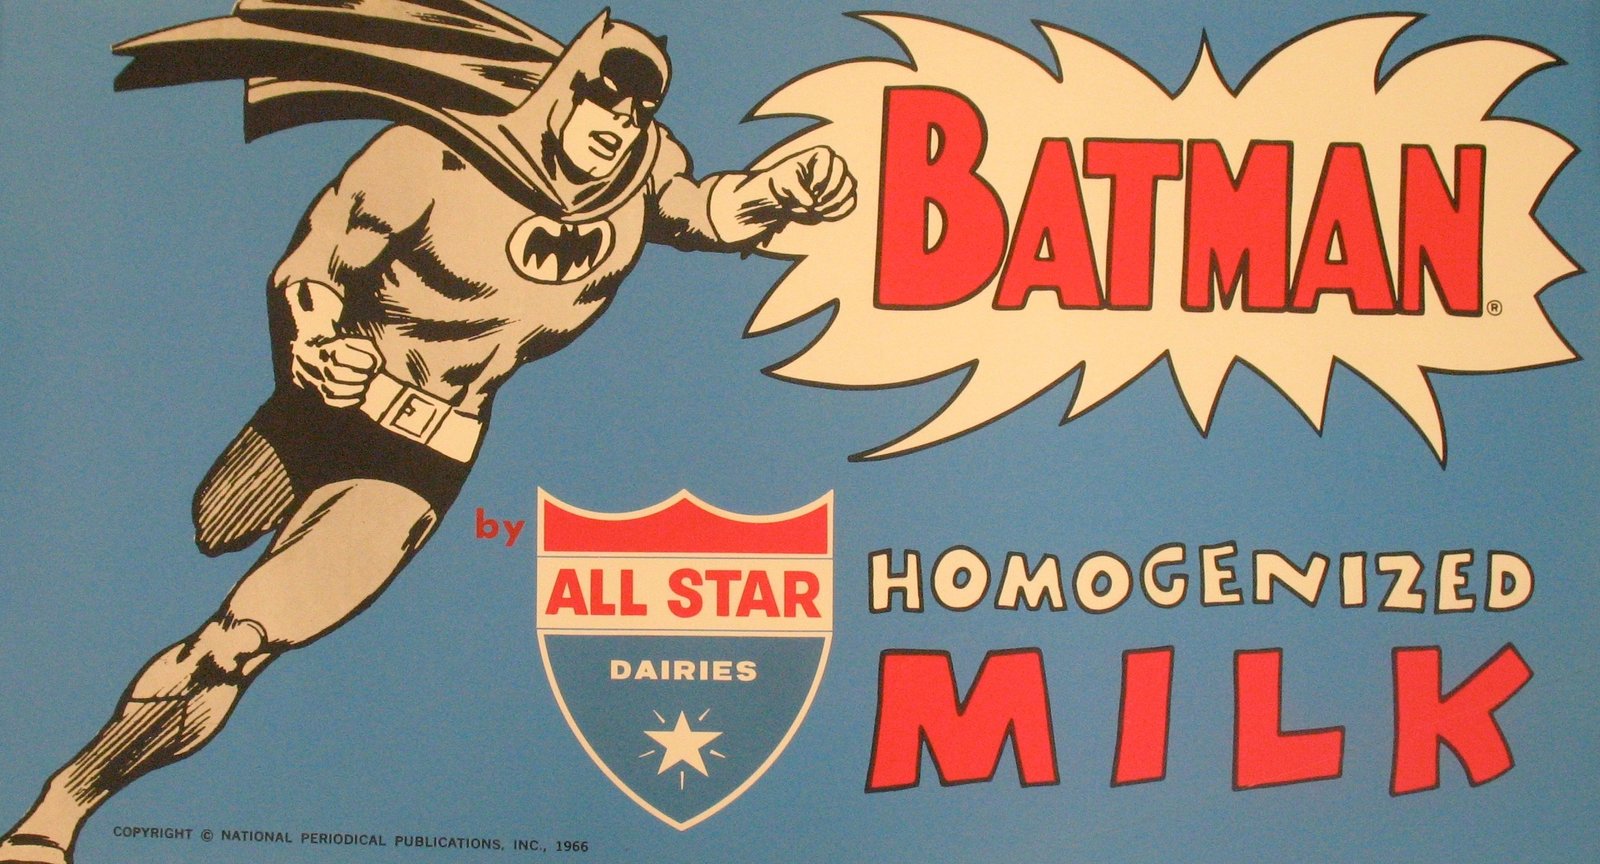 BATMAN®
by
ALL STAR
DAIRIES
HOMOGENIZED
MILK
COPYRIGHT © NATIONAL PERIODICAL PUBLICATIONS, INC., 1966